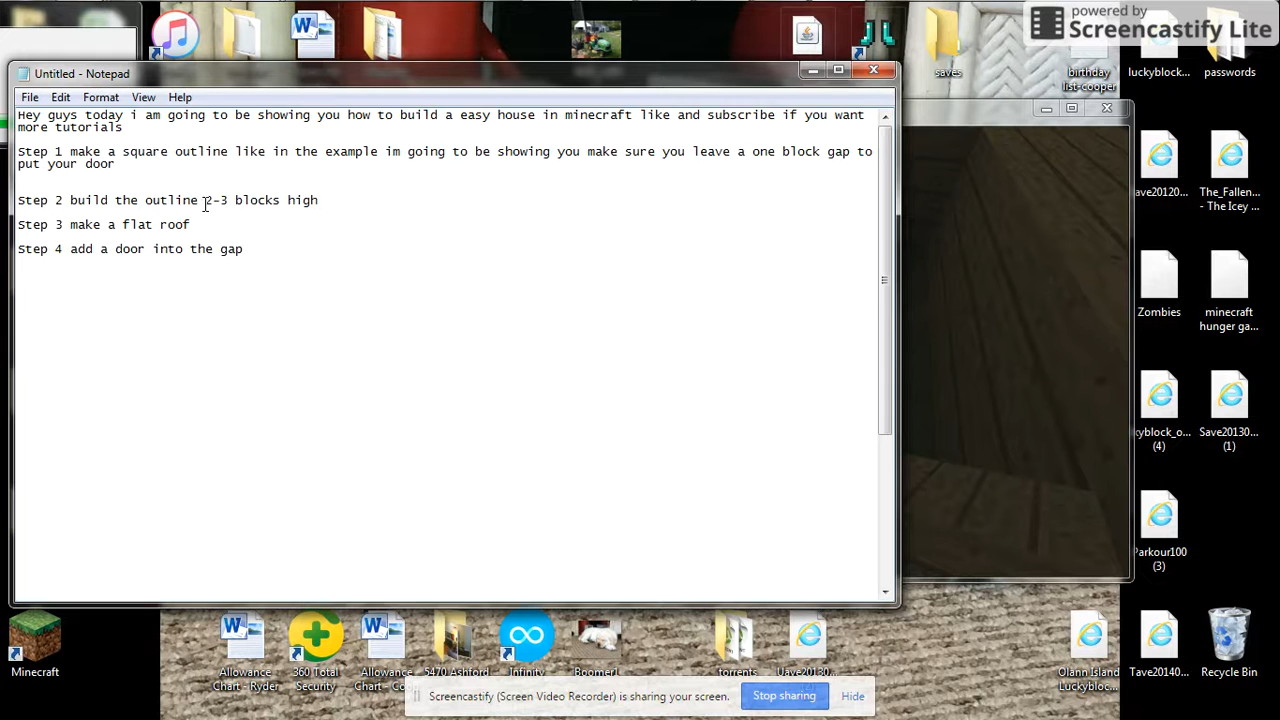 powered by
Screencastify Lite
Untitled - Notepad
File Edit Format View Help
Hey guys today i am going to be showing you how to build a easy house in minecraft like and subscribe if you want
more tutorials
Step 1 make a square outline like in the example im going to be showing you make sure you leave a one block gap to
put your door
Step 2 build the outline 2-3 blocks high
Step 3 make a flat roof
Step 4 add a door into the gap
saves
birthday
list-cooper
luckyblock...
passwords
ave20120...
The_Fallen...
- The Icey ...
Zombies
minecraft
hunger ga...
kyblock_o...
(4)
Save20130...
(1)
Parkour100
(3)
Minecraft
Allowance
Chart - Ryder
360 Total
Security
Allowance
Chart - Co
5470 Ashford
Infinity
Boomer1
torrents
Uave20130
Olann Island
Luckybloc...
Tave20140...
Recycle Bin
Screencastify (Screen Video Recorder) is sharing your screen.
Stop sharing
Hide